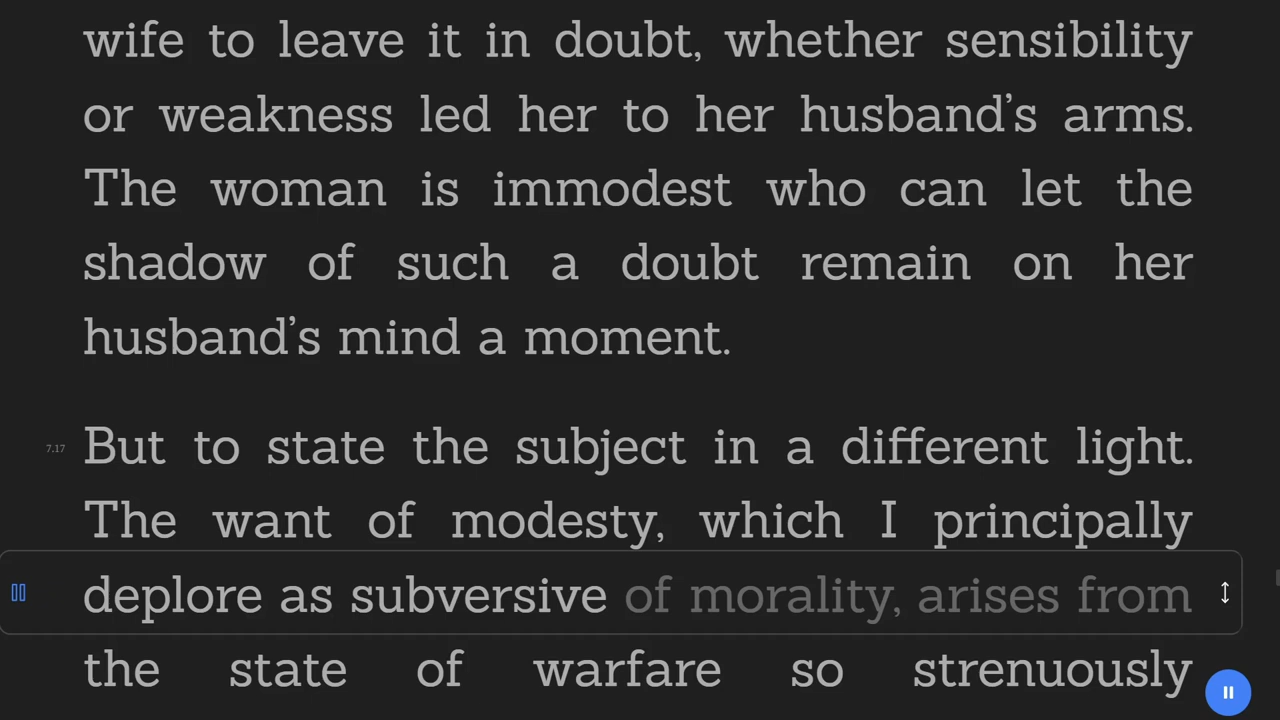 wife to leave it in doubt, whether sensibility
or weakness led her to her husband’s arms.
The woman is immodest who can let the
shadow of such a doubt remain on her
husband’s mind a moment.
7.17 But to state the subject in a different light.
The want of modesty, which I principally
deplore as subversive of morality, arises from
the state of warfare so strenuously